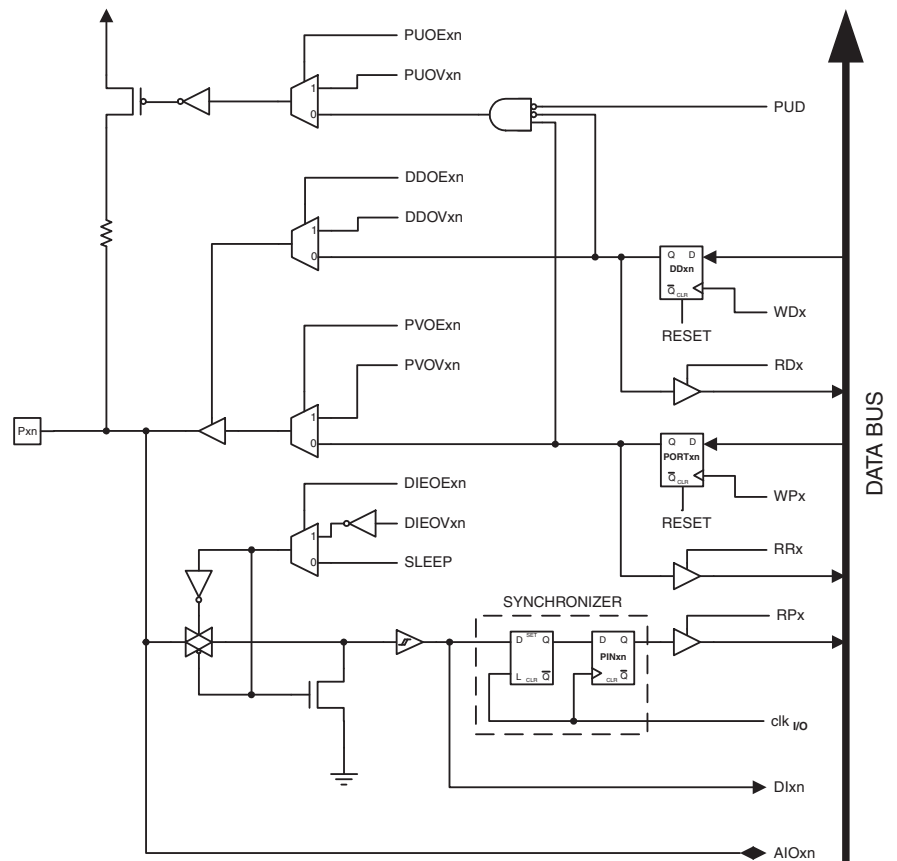 PUOExn
PUOVxn
1
0
PUD
DDOExn
DDOVxn
1
0
Q D
DDxn
Q CLR
WDx
RESET
PVOExn
RDx
PVOVxn
DATA BUS
1
0
Pxn
Q D
PORTxn
Q CLR
WPx
RESET
DIEOExn
DIEOVxn
1
0
SLEEP
RRx
SYNCHRONIZER
RPx
D SET Q
L CLR Q
D Q
PINxn
CLR Q
clk I/O
DIxn
AIOxn